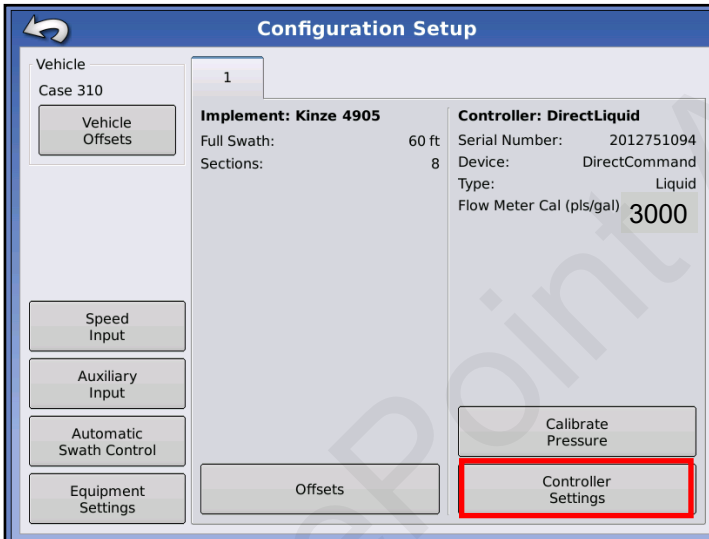 Configuration Setup
Vehicle
Case 310
Vehicle
Offsets
Speed
Input
Auxiliary
Input
Automatic
Swath Control
Equipment
Settings
1
Implement: Kinze 4905
Full Swath: 60 ft
Sections: 8
Offsets
Controller: DirectLiquid
Serial Number: 2012751094
Device: DirectCommand
Type: Liquid
Flow Meter Cal (pls/gal) 3000
Calibrate
Pressure
Controller
Settings